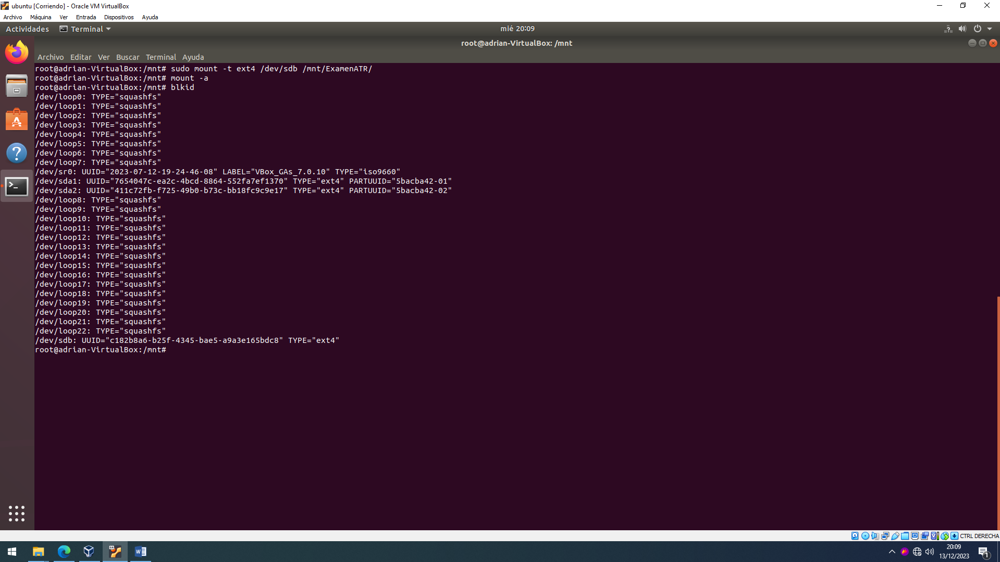 ubuntu [Corriendo] - Oracle VM VirtualBox
Archivo Máquina Ver Entrada Dispositivos Ayuda
Actividades Terminal mié 20:09
root@adrian-VirtualBox: /mnt
Archivo Editar Ver Buscar Terminal Ayuda
root@adrian-VirtualBox:/mnt# sudo mount -t ext4 /dev/sdb /mnt/ExamenATR/
root@adrian-VirtualBox:/mnt# mount -a
root@adrian-VirtualBox:/mnt# blkid
/dev/loop0: TYPE="squashfs"
/dev/loop1: TYPE="squashfs"
/dev/loop2: TYPE="squashfs"
/dev/loop3: TYPE="squashfs"
/dev/loop4: TYPE="squashfs"
/dev/loop5: TYPE="squashfs"
/dev/loop6: TYPE="squashfs"
/dev/loop7: TYPE="squashfs"
/dev/sr0: UUID="2023-07-12-19-24-46-08" LABEL="VBox_GAs_7.0.10" TYPE="iso9660"
/dev/sda1: UUID="7654047c-ea2c-4bcd-8864-552fa7ef1370" TYPE="ext4" PARTUUID="5bacba42-01"
/dev/sda2: UUID="411c72fb-f725-49b0-b73c-bb18fc9c9e17" TYPE="ext4" PARTUUID="5bacba42-02"
/dev/loop8: TYPE="squashfs"
/dev/loop9: TYPE="squashfs"
/dev/loop10: TYPE="squashfs"
/dev/loop11: TYPE="squashfs"
/dev/loop12: TYPE="squashfs"
/dev/loop13: TYPE="squashfs"
/dev/loop14: TYPE="squashfs"
/dev/loop15: TYPE="squashfs"
/dev/loop16: TYPE="squashfs"
/dev/loop17: TYPE="squashfs"
/dev/loop18: TYPE="squashfs"
/dev/loop19: TYPE="squashfs"
/dev/loop20: TYPE="squashfs"
/dev/loop21: TYPE="squashfs"
/dev/loop22: TYPE="squashfs"
/dev/sdb: UUID="c182b8a6-b25f-4345-bae5-a9a3e165bdc8" TYPE="ext4"
root@adrian-VirtualBox:/mnt#
CTRL DERECHA
20:09
13/12/2023
1